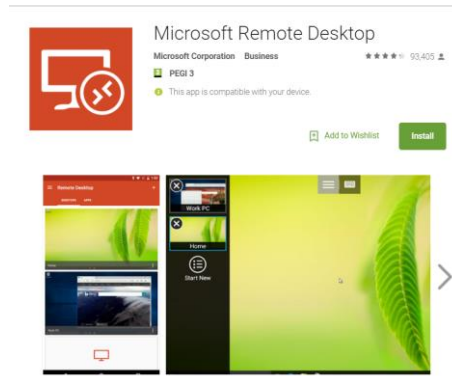 Microsoft Remote Desktop
Microsoft Corporation Business
93,405
PEGI 3
This app is compatible with your device.
Add to Wishlist
Install
Remote Desktop
APPS
Work PC
Home
Start New